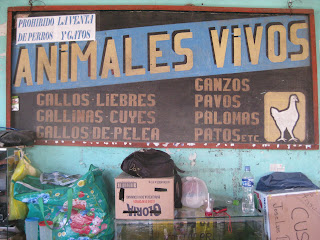 PROHIBIDO LA VENTA
DE PERROS Y GATOS
ANiMALES ViVOS
GALLOS-LiEBRES
GALLiNAS-CUYES
GALLOS-DE-PELEA
GANZOS
PAVOS
PALOMAS
PATOS ETC
GLORIA